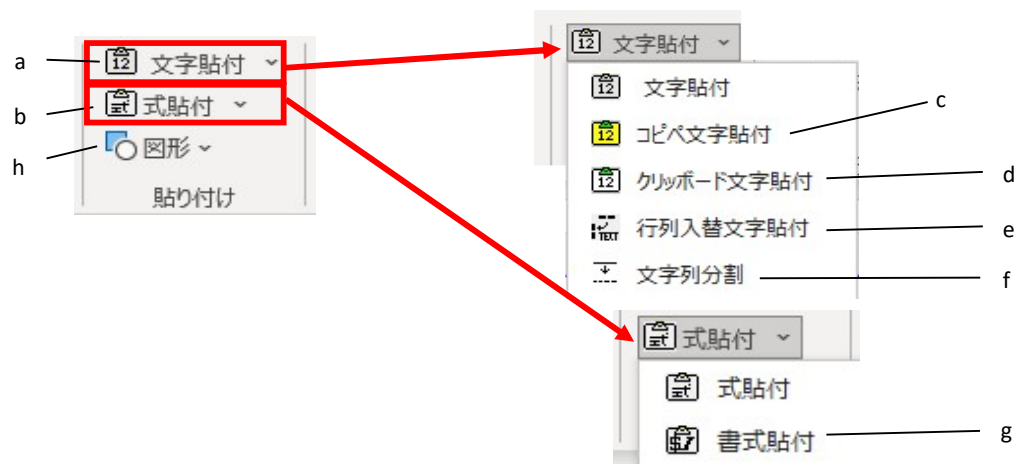 a
文字貼付
b
式貼付
h
図形
貼り付け
文字貼付
文字貼付
コピペ文字貼付
c
クリッボード文字貼付
d
行列入替文字貼付
e
文字列分割
f
式貼付
式貼付
書式貼付
g